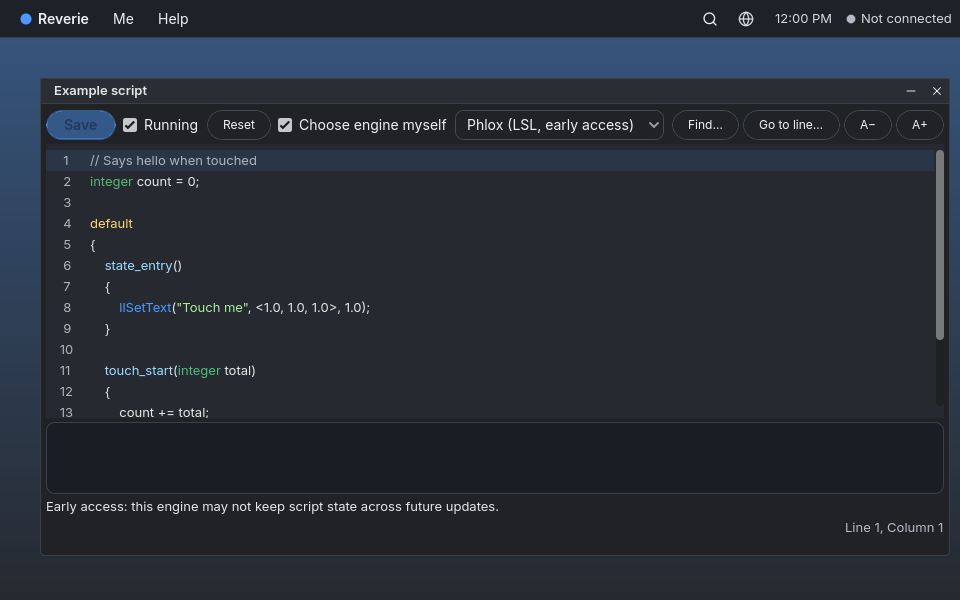 Reverie Me Help 12:00 PM Not connected
Example script
Save Running Reset Choose engine myself Phlox (LSL, early access) Find... Go to line... A− A+
1 // Says hello when touched
2 integer count = 0;
3
4 default
5 {
6 state_entry()
7 {
8 llSetText("Touch me", <1.0, 1.0, 1.0>, 1.0);
9 }
10
11 touch_start(integer total)
12 {
13 count += total;
Early access: this engine may not keep script state across future updates.
Line 1, Column 1